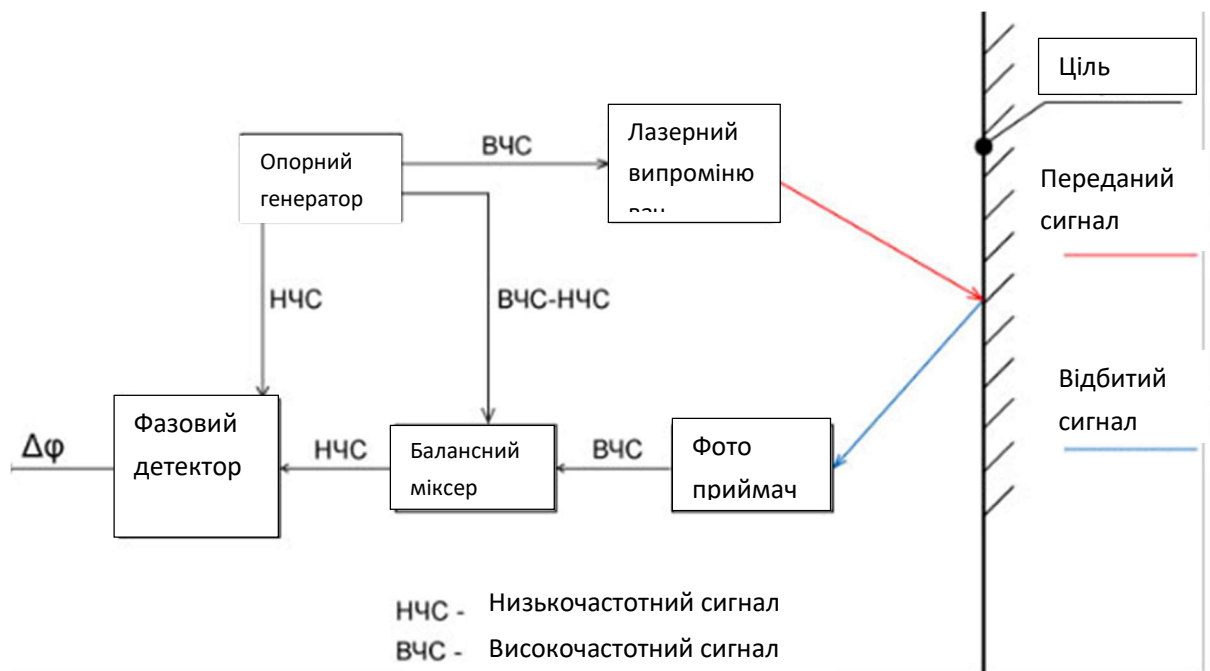 Ціль
ВЧС
Лазерний
випроміню
Опорний
генератор
Переданий
сигнал
НЧС
ВЧС-НЧС
Відбитий
сигнал
Фазовий
детектор
Δφ
НЧС
Балансний
міксер
ВЧС
Фото
приймач
НЧС - Низькочастотний сигнал
ВЧС - Високочастотний сигнал